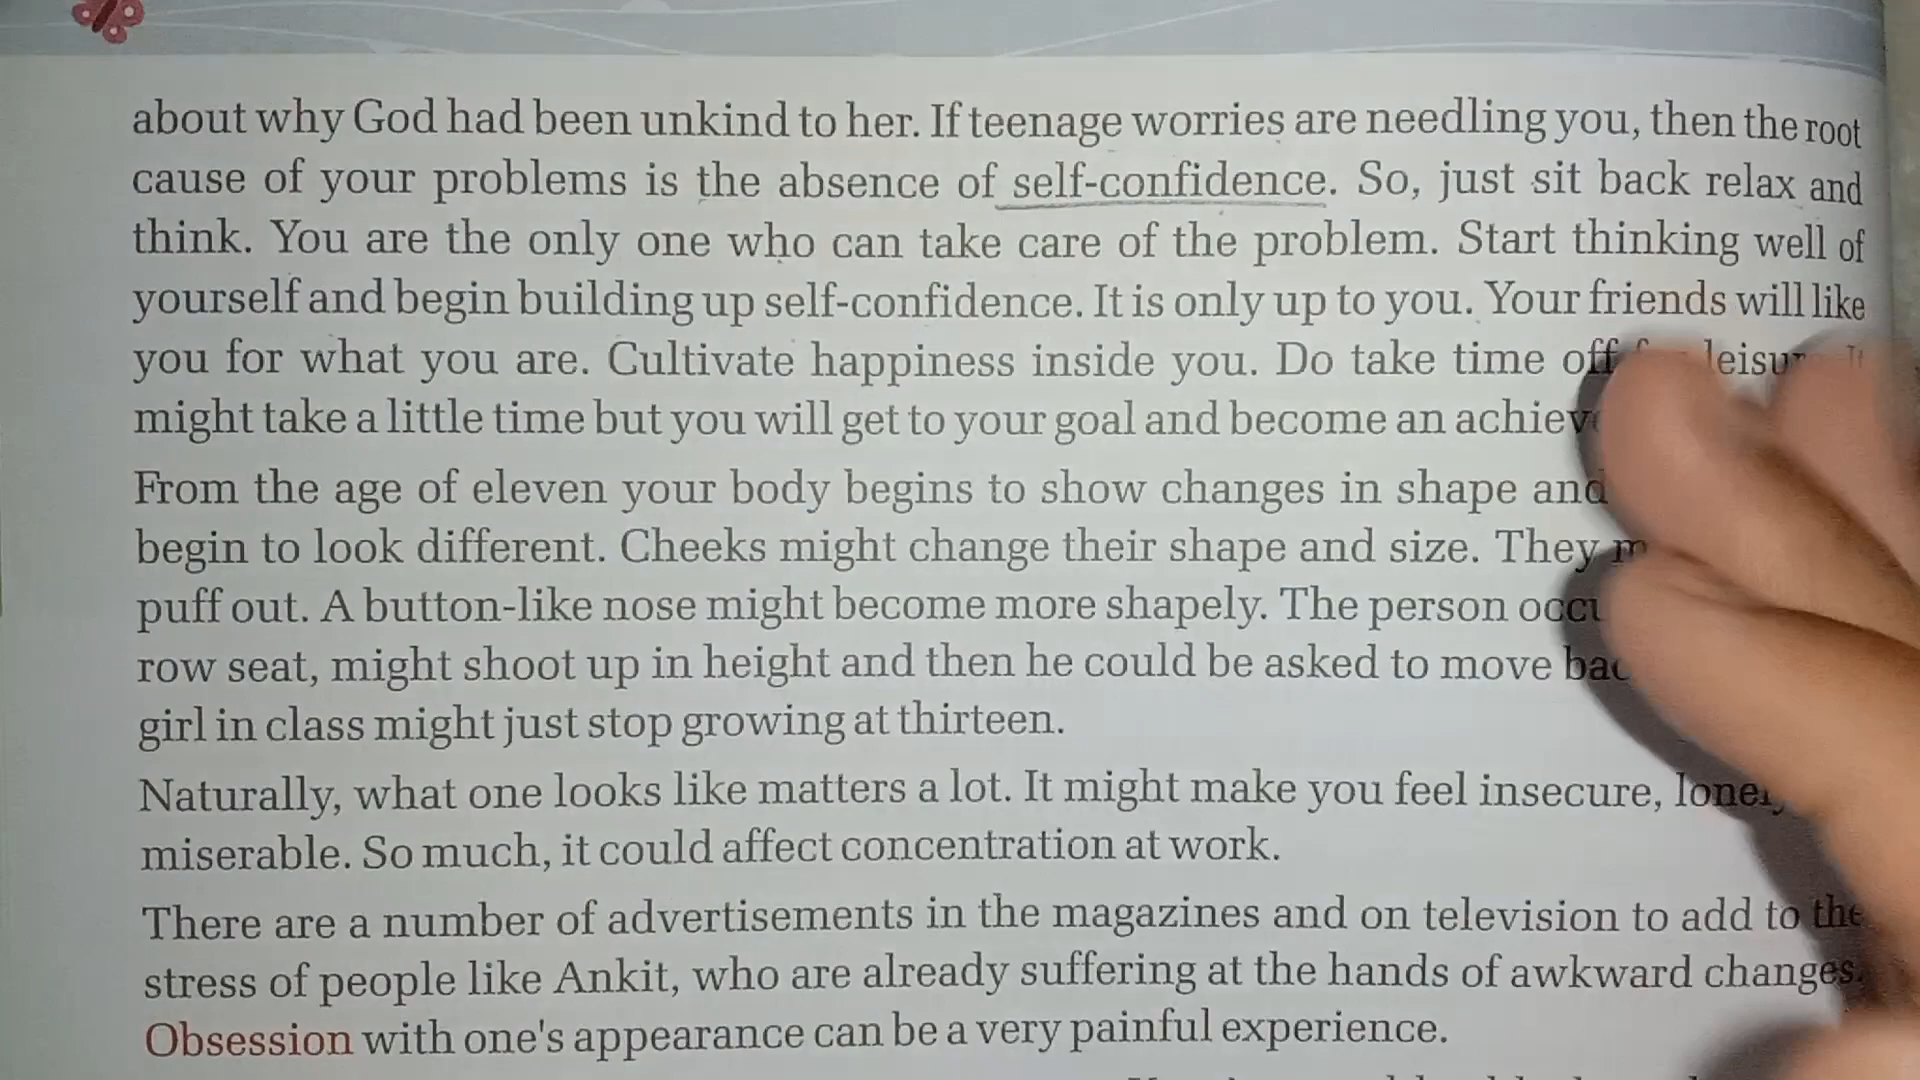 about why God had been unkind to her. If teenage worries are needling you, then the root
cause of your problems is the absence of self-confidence. So, just sit back relax and
think. You are the only one who can take care of the problem. Start thinking well of
yourself and begin building up self-confidence. It is only up to you. Your friends will like
you for what you are. Cultivate happiness inside you. Do take time off It
might take a little time but you will get to your goal and become an
From the age of eleven your body begins to show changes in shape and
begin to look different. Cheeks might change their shape and size. They
puff out. A button-like nose might become more shapely. The person
row seat, might shoot up in height and then he could be asked to move
girl in class might just stop growing at thirteen.
Naturally, what one looks like matters a lot. It might make you feel insecure,
miserable. So much, it could affect concentration at work.
There are a number of advertisements in the magazines and on television to add to the
stress of people like Ankit, who are already suffering at the hands of awkward changes.
Obsession with one's appearance can be a very painful experience.